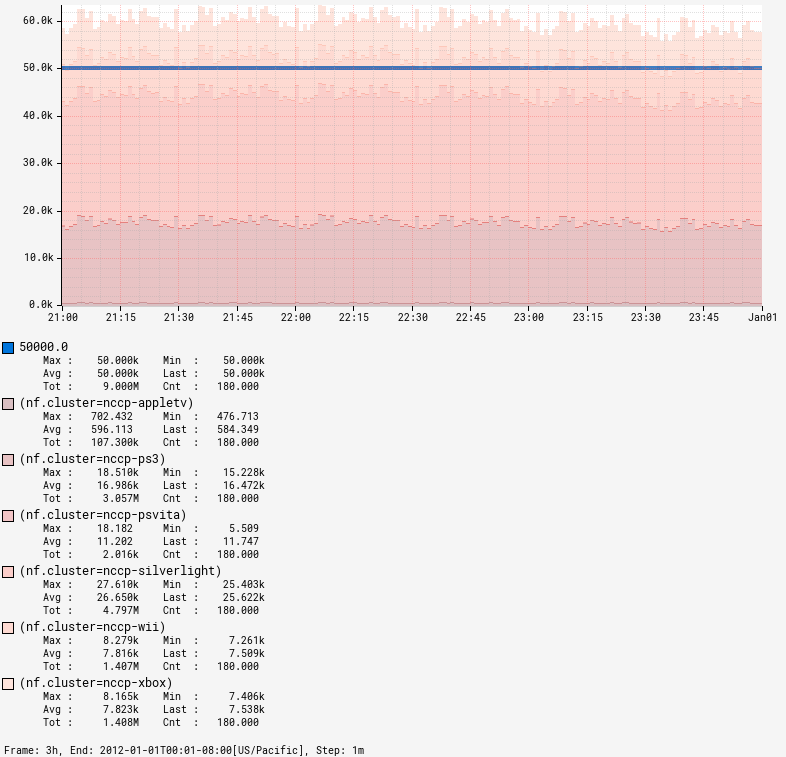 60.0k
50.0k
40.0k
30.0k
20.0k
10.0k
0.0k
21:00 21:15 21:30 21:45 22:00 22:15 22:30 22:45 23:00 23:15 23:30 23:45 Jan01
50000.0
Max : 50.000k Min : 50.000k
Avg : 50.000k Last : 50.000k
Tot : 9.000M Cnt : 180.000
(nf.cluster=nccp-appletv)
Max : 702.432 Min : 476.713
Avg : 596.113 Last : 584.349
Tot : 107.300k Cnt : 180.000
(nf.cluster=nccp-ps3)
Max : 18.510k Min : 15.228k
Avg : 16.986k Last : 16.472k
Tot : 3.057M Cnt : 180.000
(nf.cluster=nccp-psvita)
Max : 18.182 Min : 5.509
Avg : 11.202 Last : 11.747
Tot : 2.016k Cnt : 180.000
(nf.cluster=nccp-silverlight)
Max : 27.610k Min : 25.403k
Avg : 26.650k Last : 25.622k
Tot : 4.797M Cnt : 180.000
(nf.cluster=nccp-wii)
Max : 8.279k Min : 7.261k
Avg : 7.816k Last : 7.509k
Tot : 1.407M Cnt : 180.000
(nf.cluster=nccp-xbox)
Max : 8.165k Min : 7.406k
Avg : 7.823k Last : 7.538k
Tot : 1.408M Cnt : 180.000
Frame: 3h, End: 2012-01-01T00:01-08:00[US/Pacific], Step: 1m